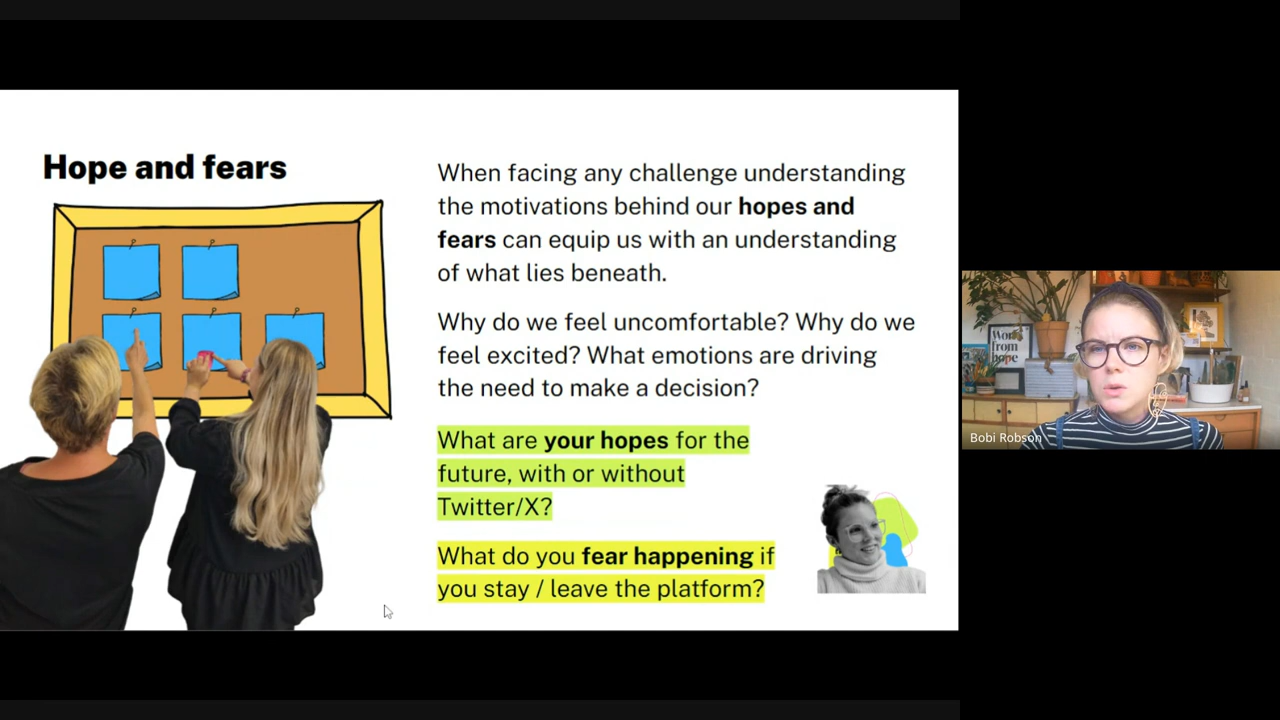 Hope and fears
When facing any challenge understanding
the motivations behind our hopes and
fears can equip us with an understanding
of what lies beneath.
Why do we feel uncomfortable? Why do we
feel excited? What emotions are driving
the need to make a decision?
What are your hopes for the
future, with or without
Twitter/X?
What do you fear happening if
you stay / leave the platform?
from
hope
Bobi Robson